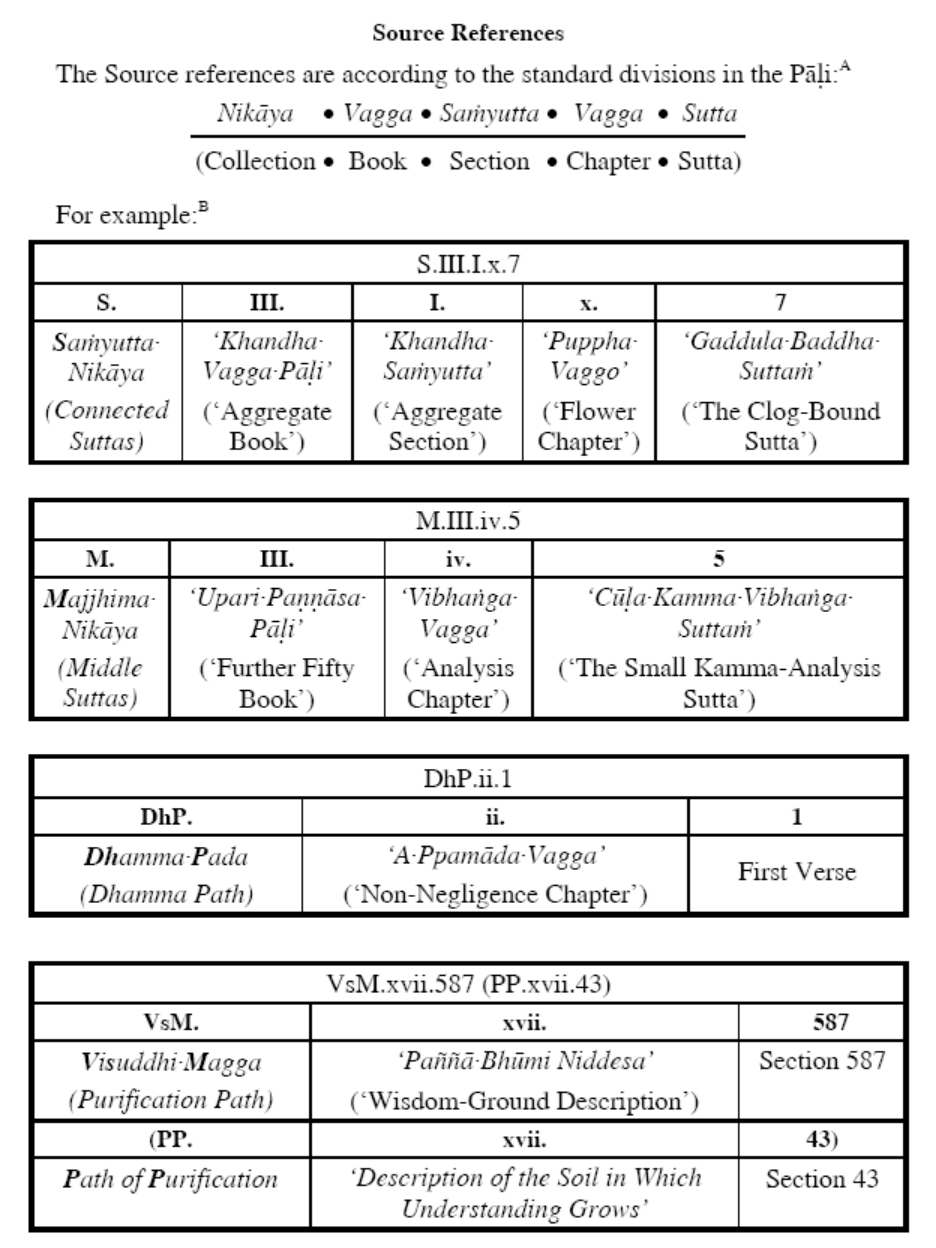 Source References
The Source references are according to the standard divisions in the Pāḷi:A
Nikāya • Vagga • Saṁyutta • Vagga • Sutta
(Collection • Book • Section • Chapter • Sutta)
For example:B
S.III.I.x.7
S. III. I. x. 7
Saṁyutta- ‘Khandha- ‘Khandha- ‘Puppha- ‘Gaddula-Baddha-
Nikāya Vagga-Pāḷi’ Saṁyutta’ Vaggo’ Suttaṁ’
(Connected (‘Aggregate (‘Aggregate (‘Flower (‘The Clog-Bound
Suttas) Book’) Section’) Chapter’) Sutta’)
M.III.iv.5
M. III. iv. 5
Majjhima- ‘Upari-Paṇṇāsa- ‘Vibhaṅga- ‘Cūḷa-Kamma-Vibhaṅga-
Nikāya Pāḷi’ Vagga’ Suttaṁ’
(Middle (‘Further Fifty (‘Analysis (‘The Small Kamma-Analysis
Suttas) Book’) Chapter’) Sutta’)
DhP.ii.1
DhP. ii. 1
Dhamma-Pada ‘A-Ppamāda-Vagga’ First Verse
(Dhamma Path) (‘Non-Negligence Chapter’)
VsM.xvii.587 (PP.xvii.43)
VsM. xvii. 587
Visuddhi-Magga ‘Paññā-Bhūmi Niddesa’ Section 587
(Purification Path) (‘Wisdom-Ground Description’)
(PP. xvii. 43)
Path of Purification ‘Description of the Soil in Which Section 43
Understanding Grows’